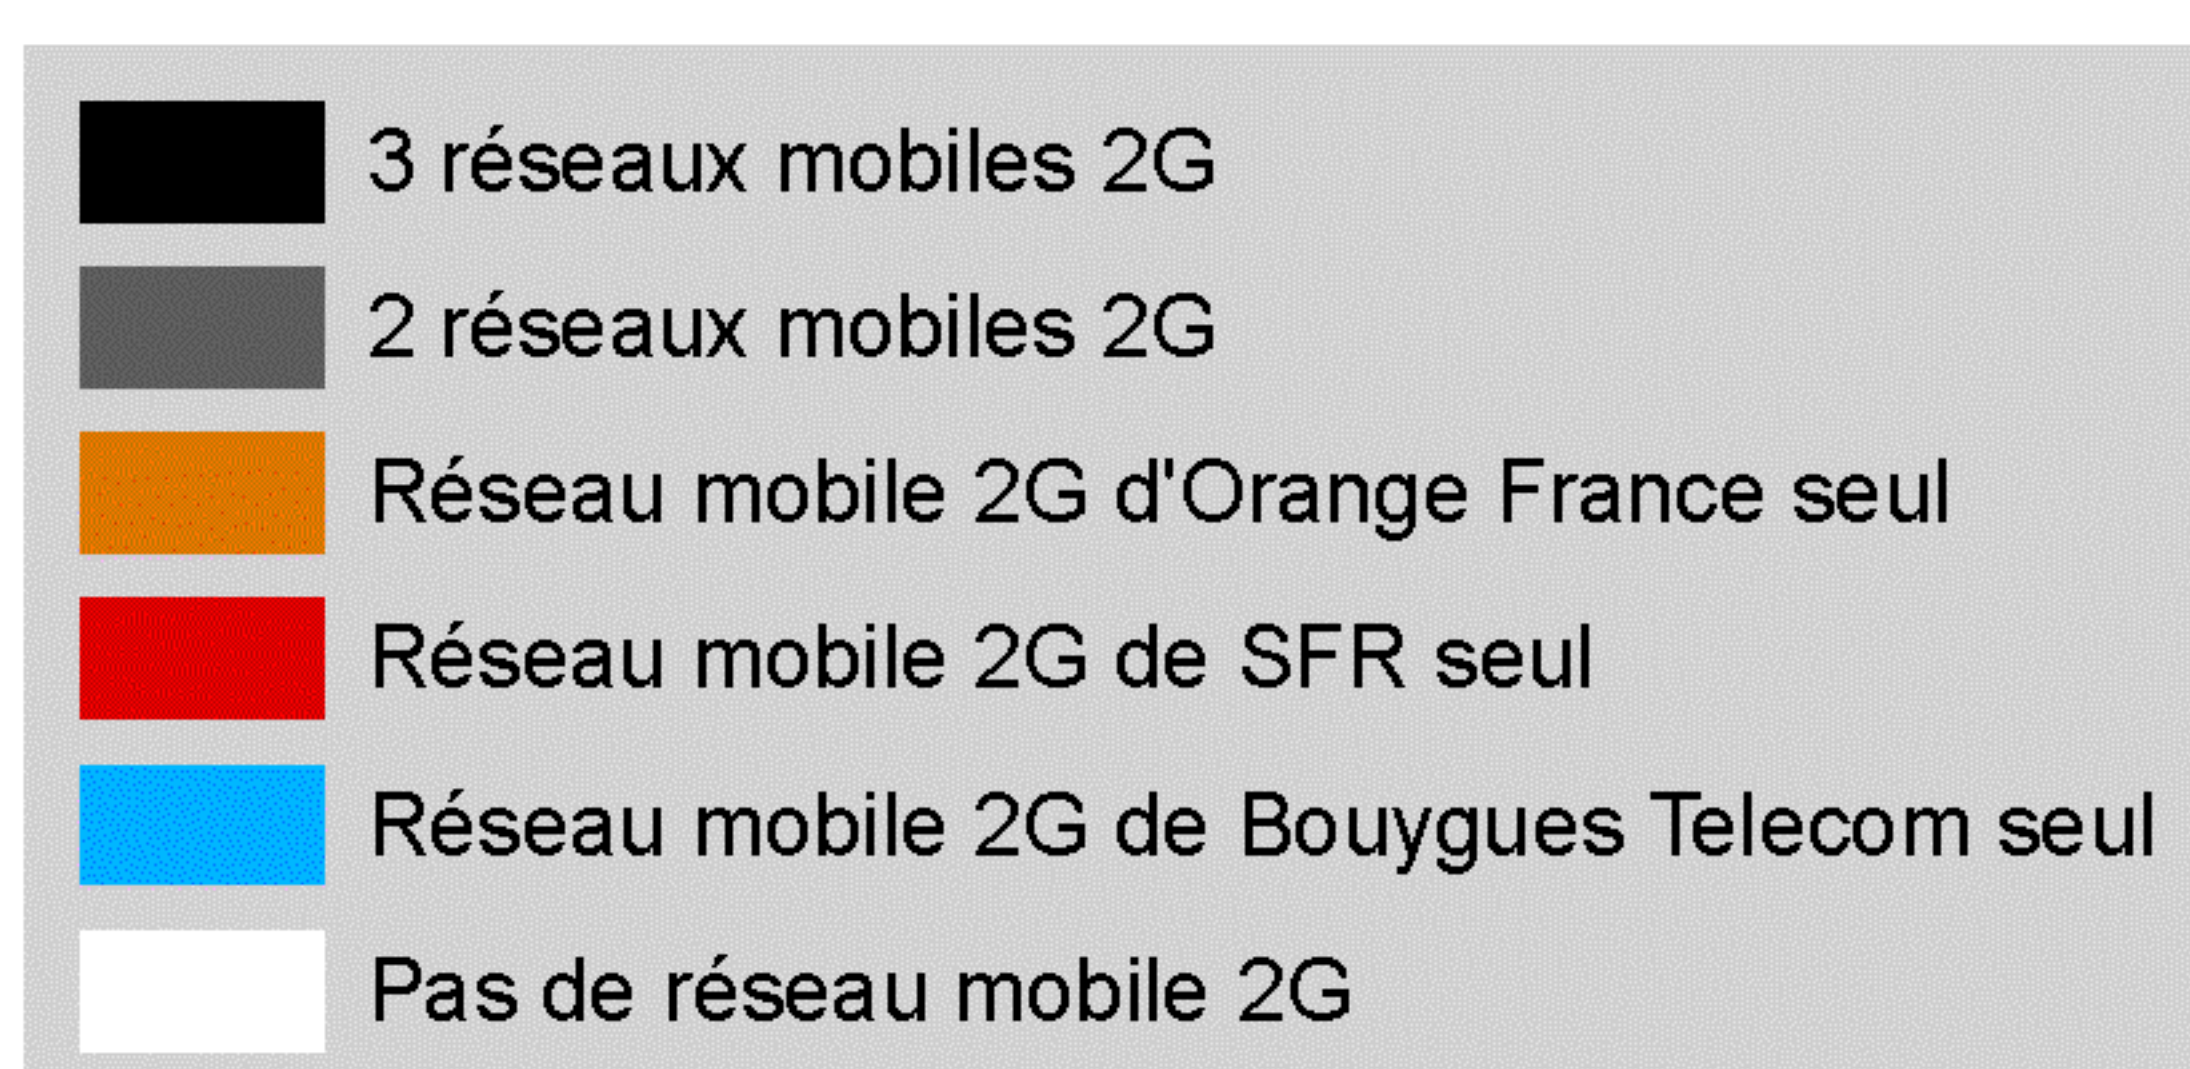 3 réseaux mobiles 2G
2 réseaux mobiles 2G
Réseau mobile 2G d'Orange France seul
Réseau mobile 2G de SFR seul
Réseau mobile 2G de Bouygues Telecom seul
Pas de réseau mobile 2G